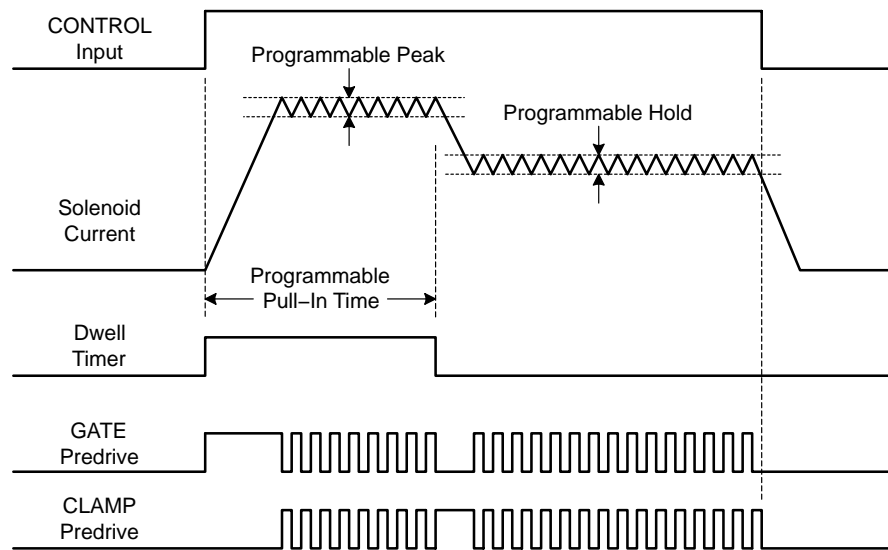 CONTROL
Input
Programmable Peak
Programmable Hold
Solenoid
Current
Programmable
Pull−In Time
Dwell
Timer
GATE
Predrive
CLAMP
Predrive